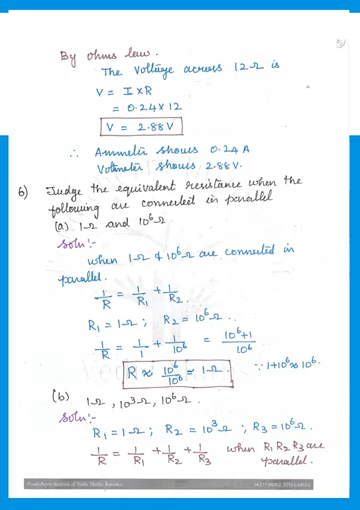 5/
By ohms law.
The Voltage across 12Ω is
V = I × R
= 0.24 × 12
V = 2.88 V
∴ Ammeter shows 0.24 A
Voltmeter shows 2.88 V.
6) Judge the equivalent resistance when the
following are connected in parallel
(a) 1Ω and 10⁶Ω
Soln:-
when 1Ω & 10⁶Ω are connected in
parallel.
1/R = 1/R₁ + 1/R₂.
R₁ = 1Ω ; R₂ = 10⁶Ω.
1/R = 1/1 + 1/10⁶ = 10⁶+1/10⁶
R ≈ 10⁶/10⁶ = 1Ω. ∵ 1+10⁶ ≈ 10⁶.
(b) 1Ω, 10³Ω, 10⁶Ω.
Soln:-
R₁ = 1Ω ; R₂ = 10³Ω ; R₃ = 10⁶Ω.
1/R = 1/R₁ + 1/R₂ + 1/R₃ when R₁ R₂ R₃ are
parallel.